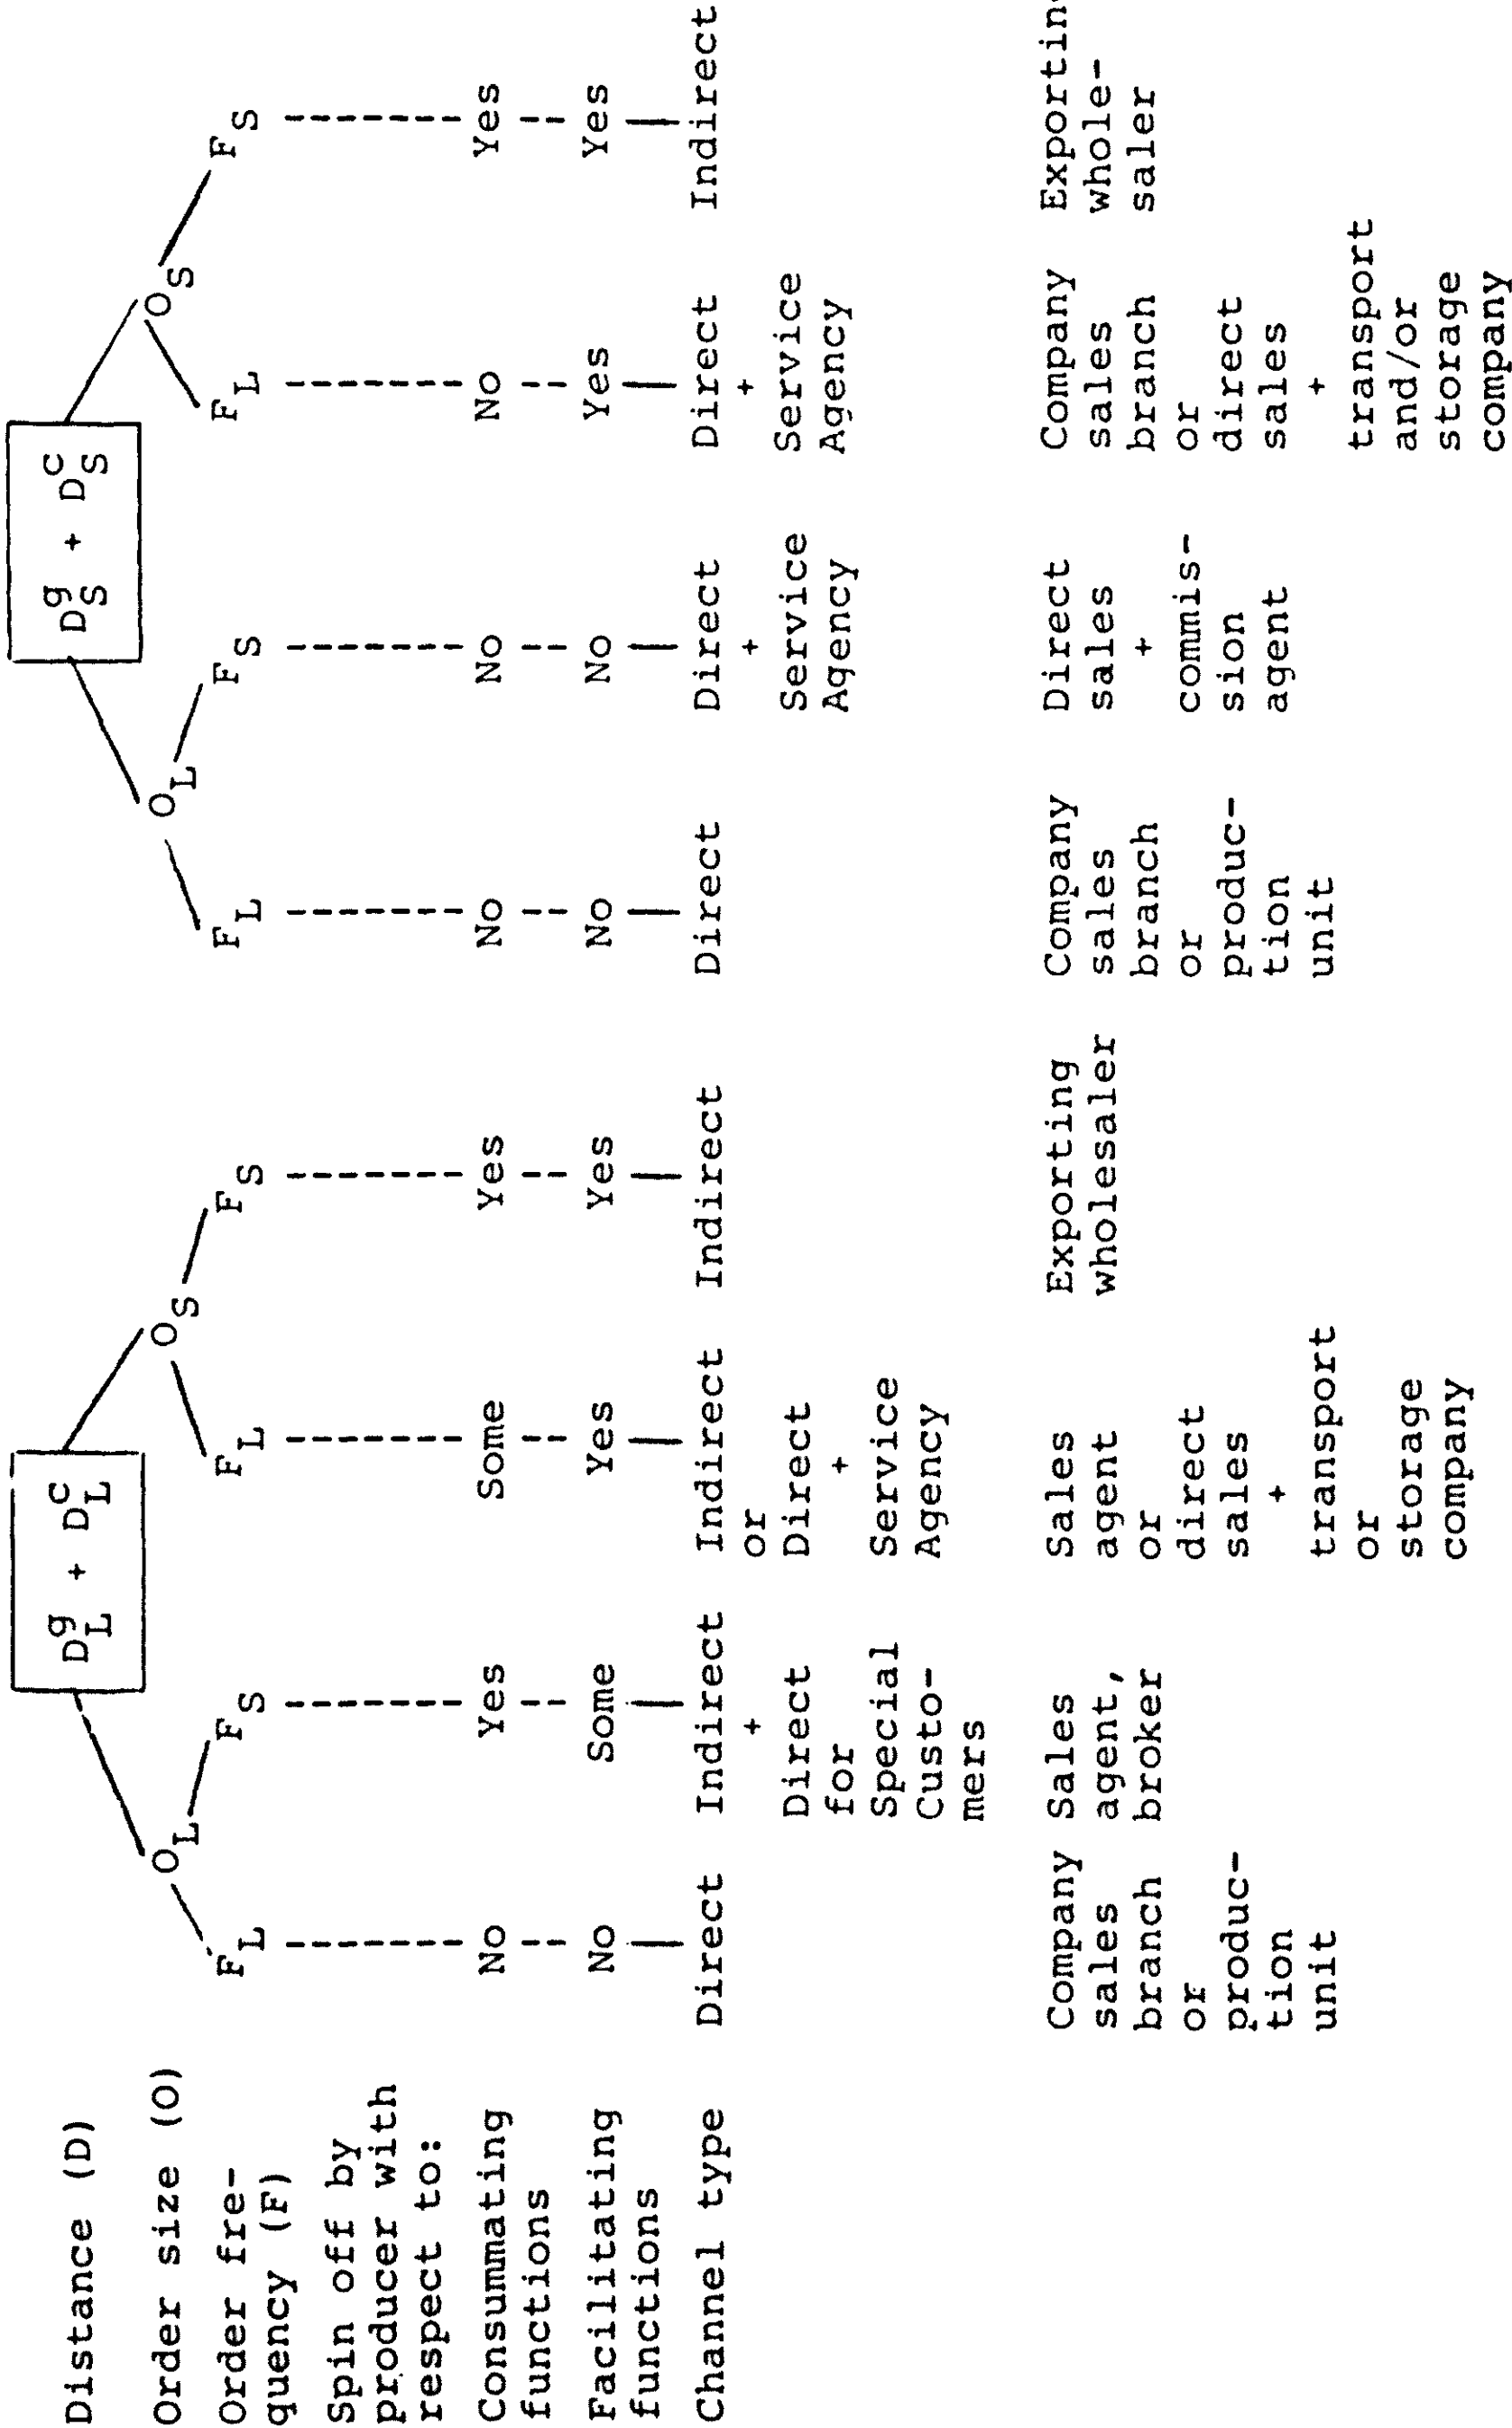 Distance (D) D^g_L + D^c_L D^g_S + D^c_S
Order size (O) O_L O_S O_L O_S
Order fre- F_L F_S F_L F_S F_L F_S F_L F_S
quency (F)
Spin off by
producer with
respect to:
Consummating No Yes Some Yes No No No Yes
functions
Facilitating No Some Yes Yes No No Yes Yes
functions
Channel type Direct Indirect Indirect Indirect Direct Direct Direct Indirect
+ or + +
Direct Direct Service Service
for + Agency Agency
Special Service
Custo- Agency
mers
Company Sales Sales Exporting Company Direct Company Exporting
sales agent, agent wholesaler sales sales sales whole-
branch broker or branch + branch saler
or direct or commis- or
produc- sales produc- sion direct
tion + tion agent sales
unit transport unit +
or transport
storage and/or
company storage
company